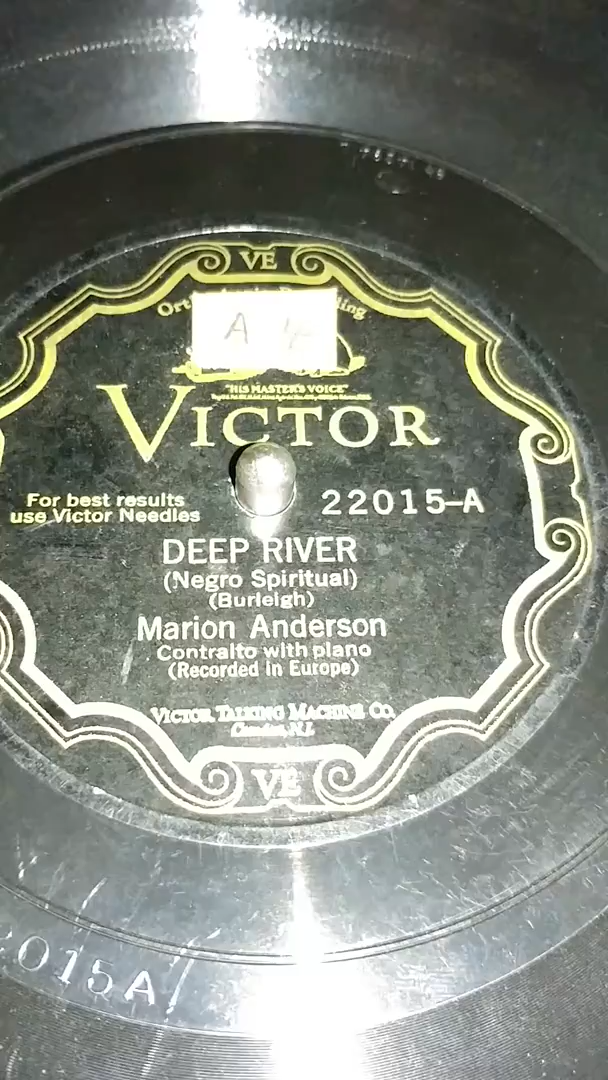 VE
A
"HIS MASTER'S VOICE"
VICTOR
For best results
use Victor Needles
22015-A
DEEP RIVER
(Negro Spiritual)
(Burleigh)
Marion Anderson
Contralto with piano
(Recorded in Europe)
VICTOR TALKING MACHINE CO.
Camden, N.J.
VE
2015A